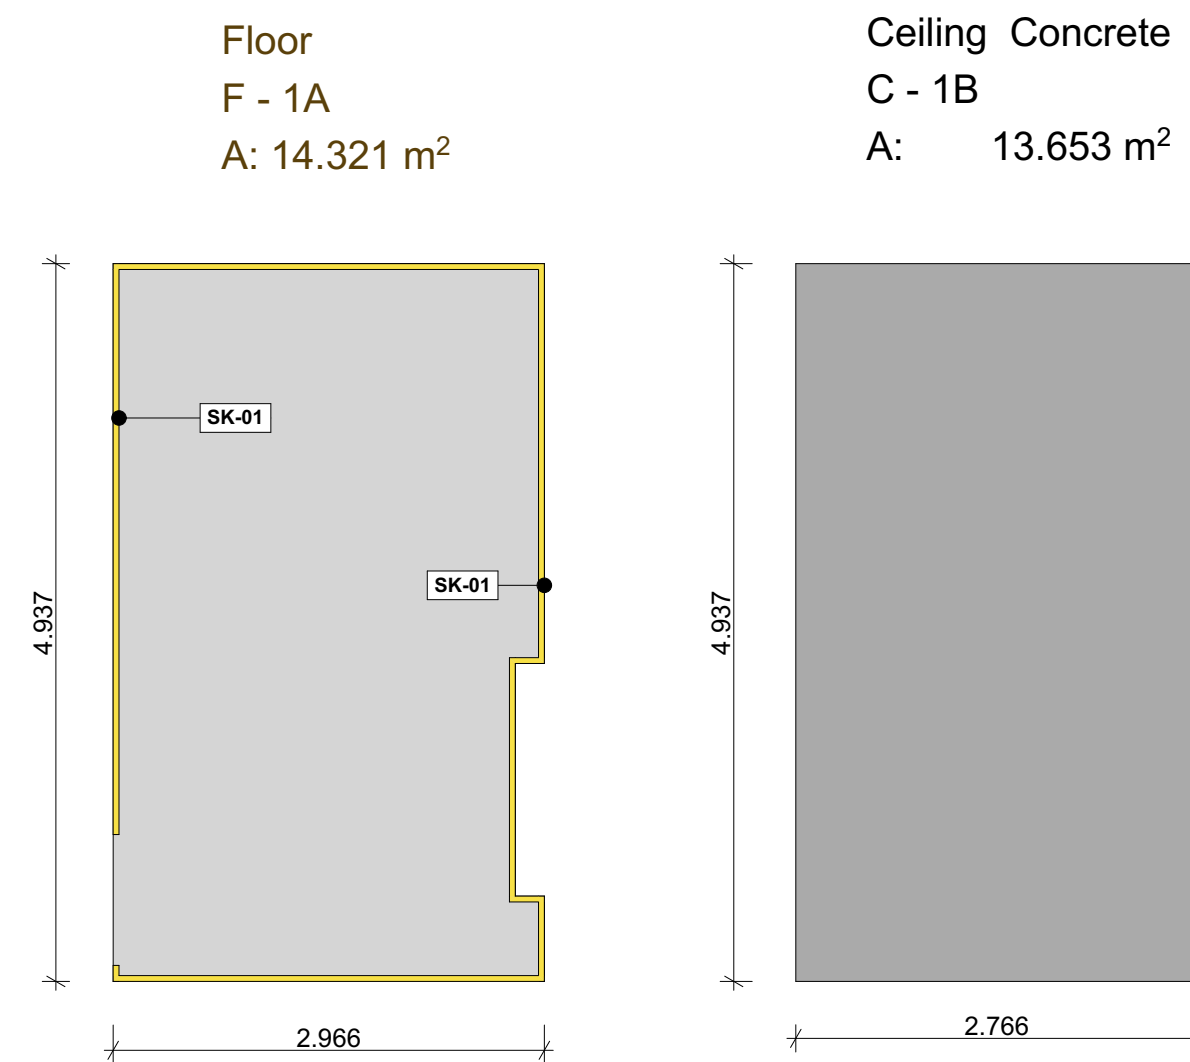 Floor
F - 1A
A: 14.321 m²
Ceiling Concrete
C - 1B
A: 13.653 m²
SK-01
SK-01
4.937
4.937
2.966
2.766